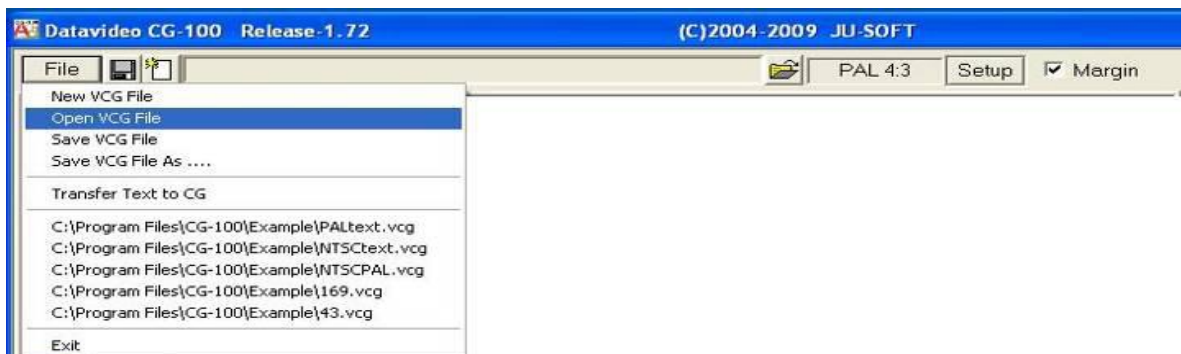 Datavideo CG-100 Release-1.72 (C)2004-2009 JU-SOFT
File PAL 4:3 Setup Margin
New VCG File
Open VCG File
Save VCG File
Save VCG File As ....
Transfer Text to CG
C:\Program Files\CG-100\Example\PALtext.vcg
C:\Program Files\CG-100\Example\NTSCtext.vcg
C:\Program Files\CG-100\Example\NTSCPAL.vcg
C:\Program Files\CG-100\Example\169.vcg
C:\Program Files\CG-100\Example\43.vcg
Exit